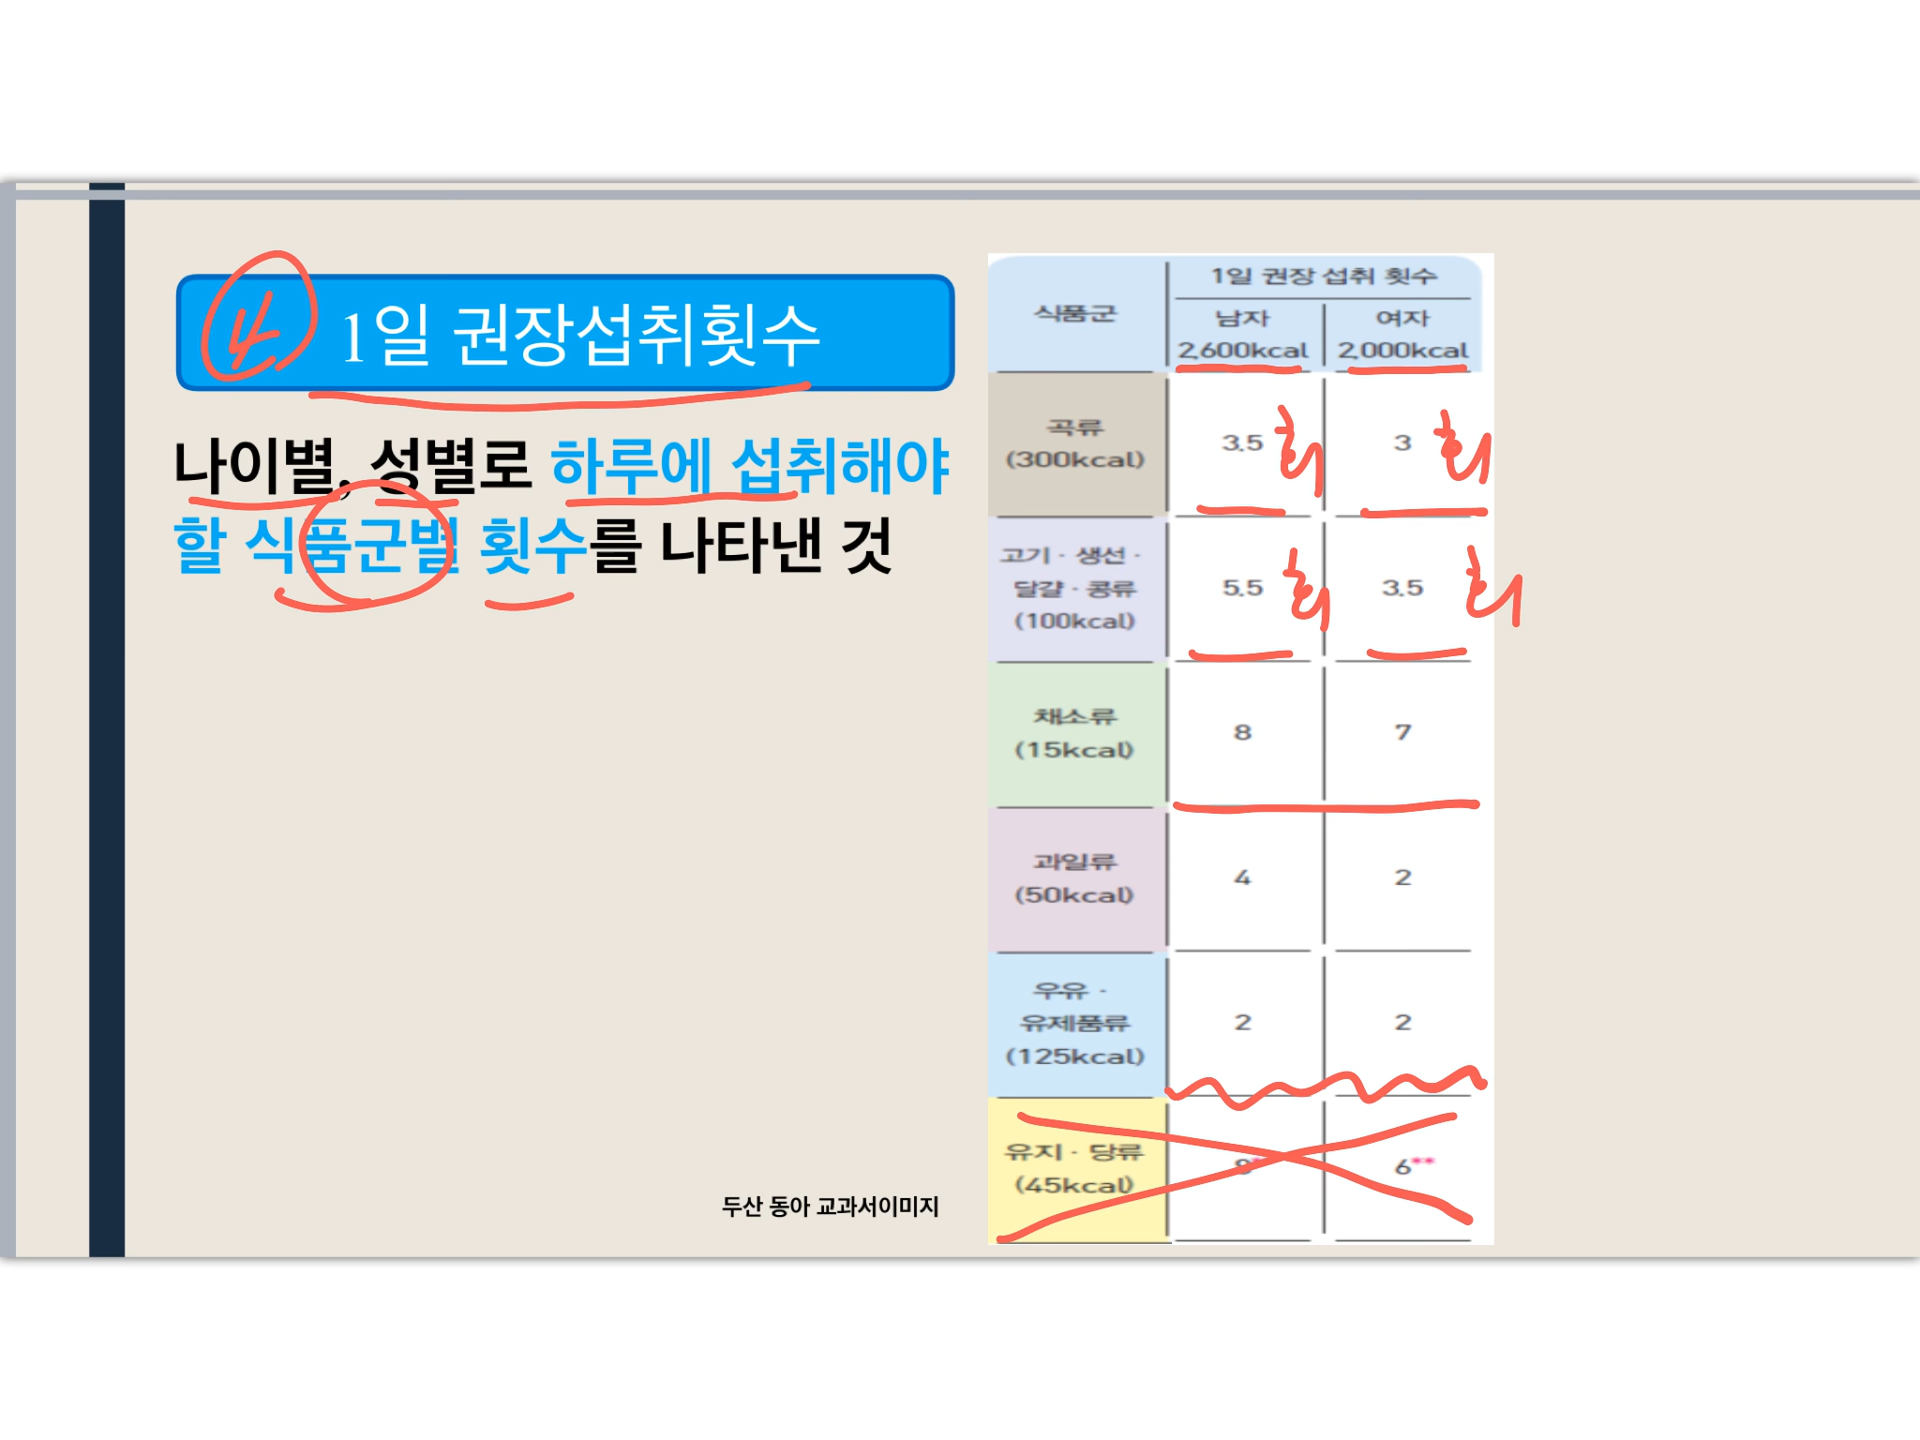 1일 권장섭취횟수
나이별, 성별로 하루에 섭취해야
할 식품군별 횟수를 나타낸 것
두산 동아 교과서이미지
식품군
1일 권장 섭취 횟수
남자 여자
2,600kcal 2,000kcal
곡류
(300kcal)
3.5 회 3 회
고기 · 생선 ·
달걀 · 콩류
(100kcal)
5.5 회 3.5 회
채소류
(15kcal)
8 7
과일류
(50kcal)
4 2
우유 ·
유제품류
(125kcal)
2 2
유지 · 당류
(45kcal)
6**